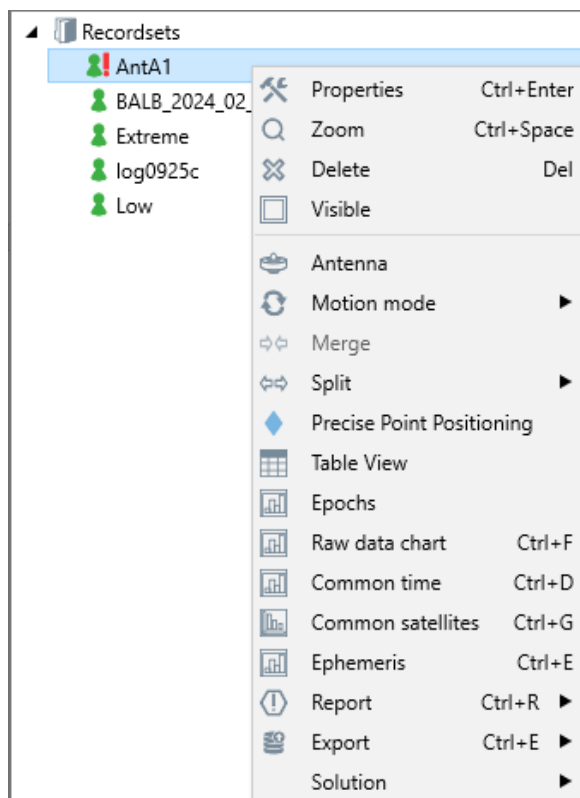 Recordsets
AntA1
BALB_2024_02_
Extreme
log0925c
Low
Properties Ctrl+Enter
Zoom Ctrl+Space
Delete Del
Visible
Antenna
Motion mode
Merge
Split
Precise Point Positioning
Table View
Epochs
Raw data chart Ctrl+F
Common time Ctrl+D
Common satellites Ctrl+G
Ephemeris Ctrl+E
Report Ctrl+R
Export Ctrl+E
Solution